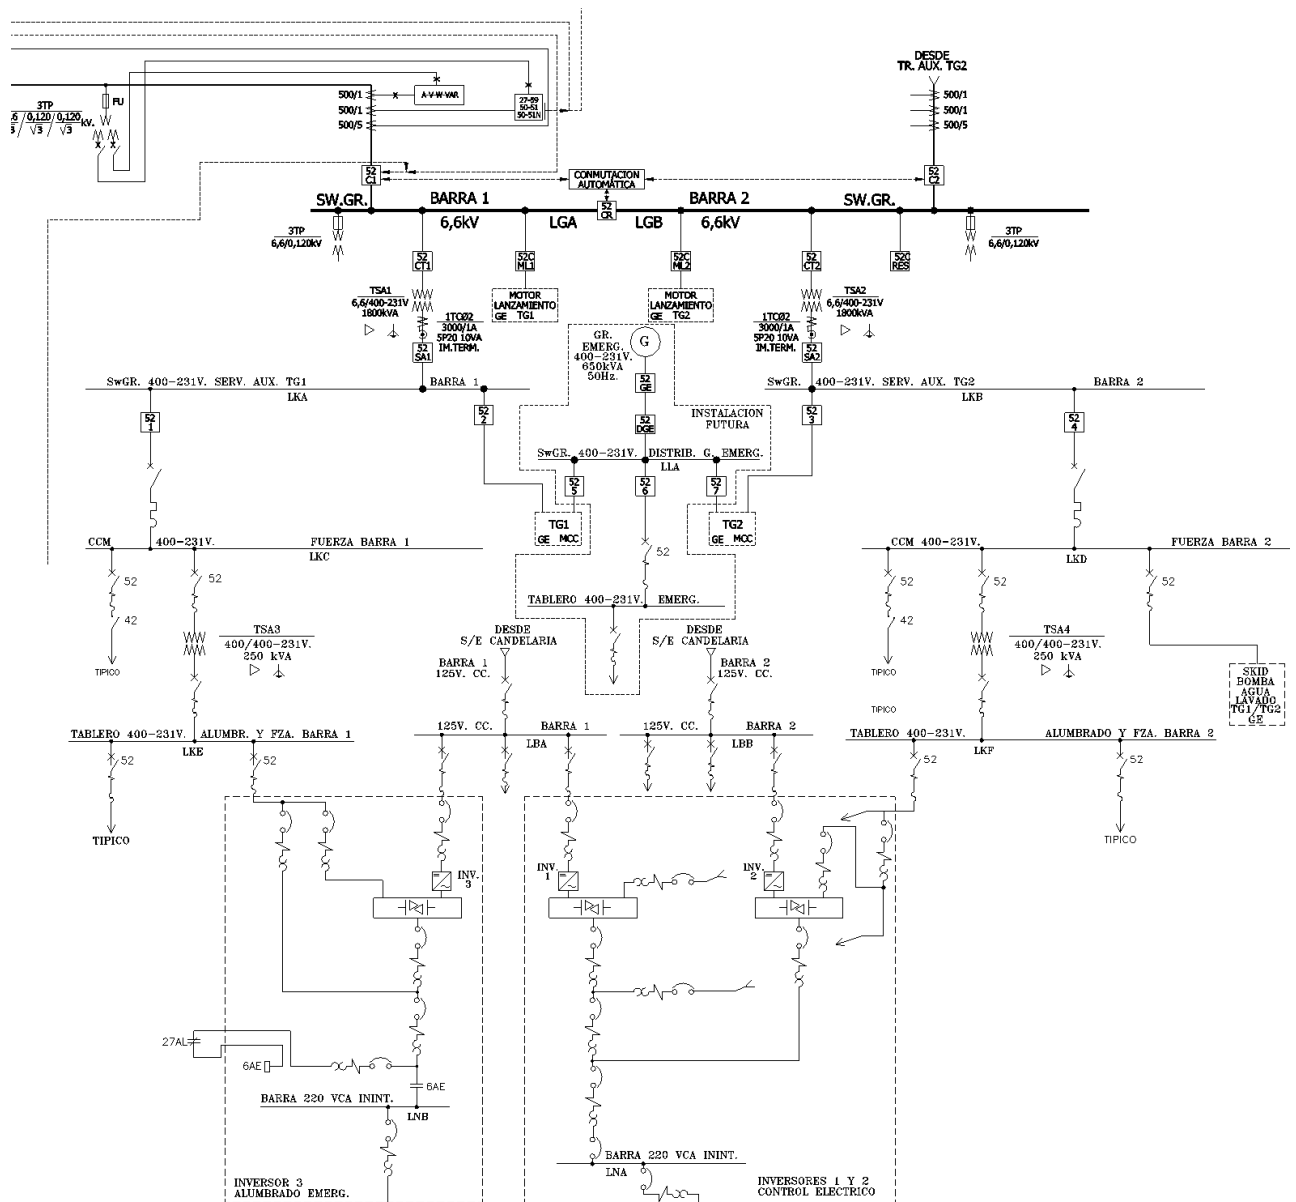 DESDE
TR. AUX. TG2
3TP
6 / 0,120 / 0,120 kV.
3 √3 √3
FU
500/1
500/1
500/5
A-V-W-VAR
27-59
50-51
50-51N
500/1
500/1
500/5
52
C1
CONMUTACION
AUTOMÁTICA
52
C2
SW.GR.
BARRA 1
52
CR
BARRA 2
SW.GR.
6,6kV
LGA
LGB
6,6kV
3TP
6,6/0,120kV
3TP
6,6/0,120kV
52
CT1
52C
ML1
52C
ML2
52
CT2
52C
RES
TSA1
6,6/400-231V
1800kVA
MOTOR
LANZAMIENTO
GE TG1
MOTOR
LANZAMIENTO
GE TG2
TSA2
6,6/400-231V
1800kVA
1TC02
3000/1A
5P20 10VA
IM.TERM.
1TC02
3000/1A
5P20 10VA
IM.TERM.
52
SA1
52
SA2
GR.
EMERG.
400-231V.
650kVA
50Hz.
G
52
GE
SwGR. 400-231V. SERV. AUX. TG1
BARRA 1
LKA
SwGR. 400-231V. SERV. AUX. TG2
BARRA 2
LKB
52
1
52
2
52
DGE
INSTALACION
FUTURA
52
3
52
4
SwGR. 400-231V. DISTRIB. G. EMERG.
LLA
52
5
52
6
52
7
TG1
GE MCC
TG2
GE MCC
CCM 400-231V.
FUERZA BARRA 1
LKC
52
CCM 400-231V.
FUERZA BARRA 2
LKD
52
52
42
52
52
52
42
TABLERO 400-231V. EMERG.
TSA3
400/400-231V.
250 kVA
DESDE
S/E CANDELARIA
DESDE
S/E CANDELARIA
TSA4
400/400-231V.
250 kVA
TIPICO
BARRA 1
125V. CC.
BARRA 2
125V. CC.
TIPICO
SKID
BOMBA
AGUA
LAVADO
TG1/TG2
GE
TIPICO
TABLERO 400-231V. ALUMBR. Y FZA. BARRA 1
LKE
125V. CC.
BARRA 1
LBA
125V. CC.
BARRA 2
LBB
TABLERO 400-231V.
ALUMBRADO Y FZA. BARRA 2
LKF
52
52
52
52
TIPICO
TIPICO
INV.
3
INV.
1
INV.
2
27AL
6AE
6AE
BARRA 220 VCA ININT.
LNB
BARRA 220 VCA ININT.
LNA
INVERSOR 3
ALUMBRADO EMERG.
INVERSORES 1 Y 2
CONTROL ELECTRICO